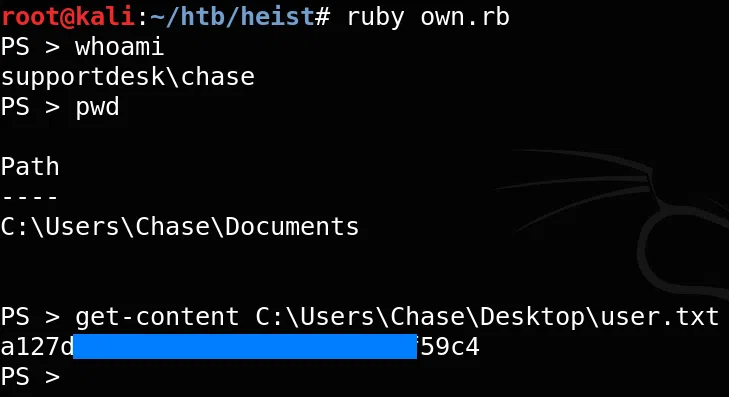 root@kali:~/htb/heist# ruby own.rb
PS > whoami
supportdesk\chase
PS > pwd
Path
----
C:\Users\Chase\Documents
PS > get-content C:\Users\Chase\Desktop\user.txt
a127d f59c4
PS >